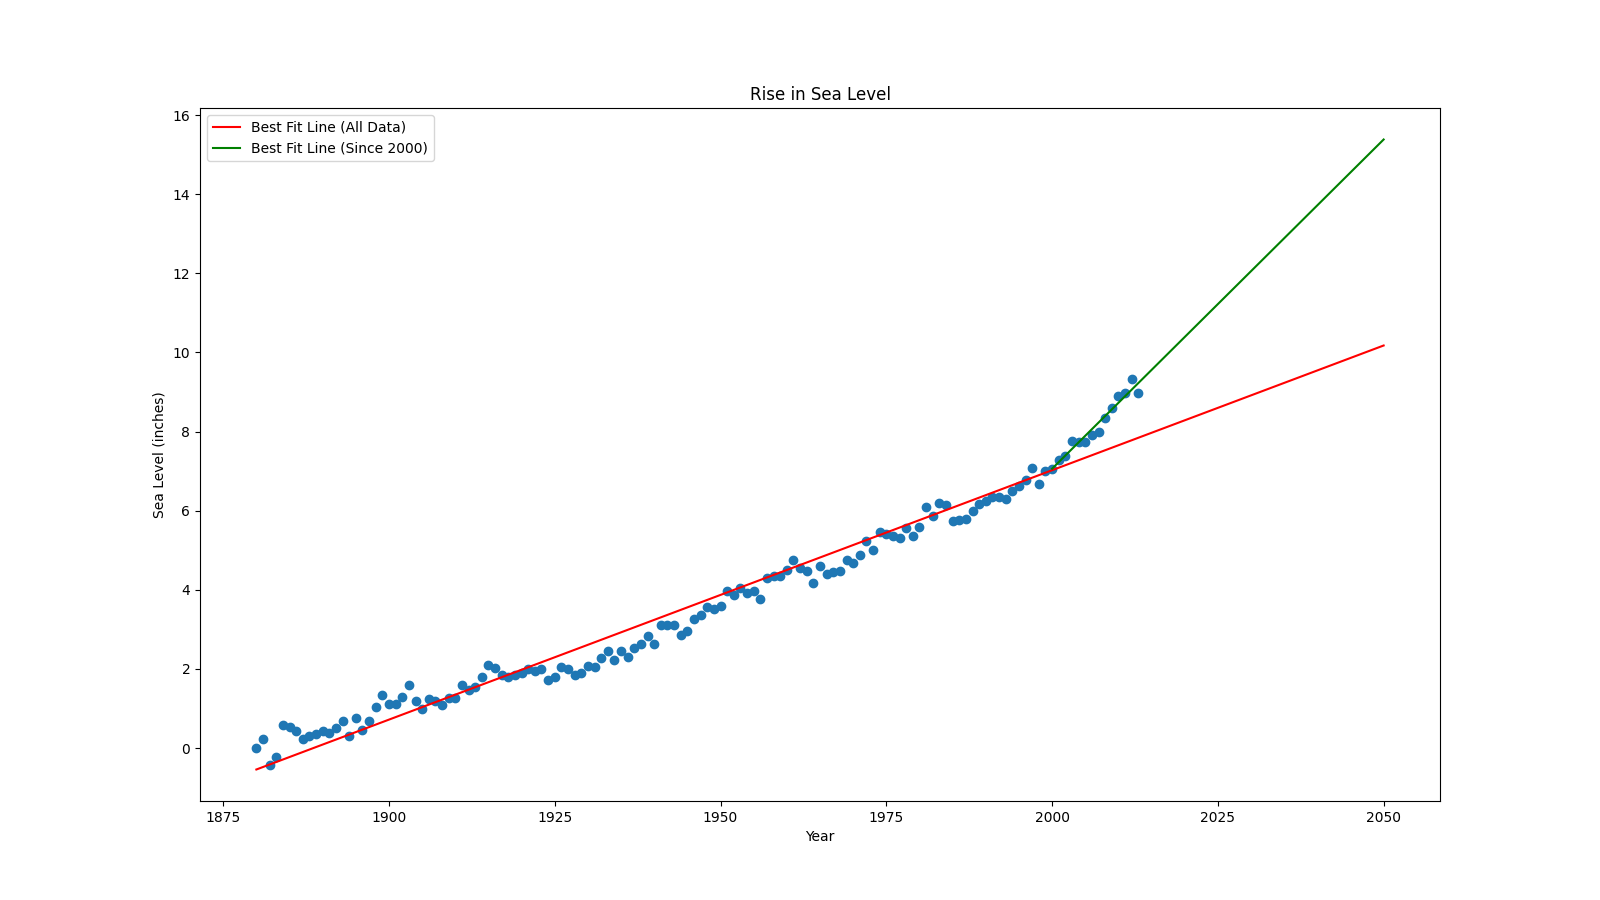 Rise in Sea Level
Best Fit Line (All Data)
Best Fit Line (Since 2000)
16
14
12
10
8
6
4
2
0
Sea Level (inches)
1875 1900 1925 1950 1975 2000 2025 2050
Year